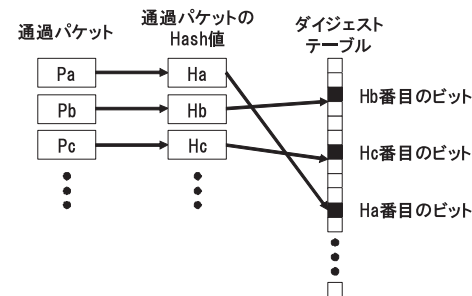 通過パケット
通過パケットの
Hash値
ダイジェスト
テーブル
Pa
Ha
Pb
Hb
Hb番目のビット
Pc
Hc
Hc番目のビット
Ha番目のビット